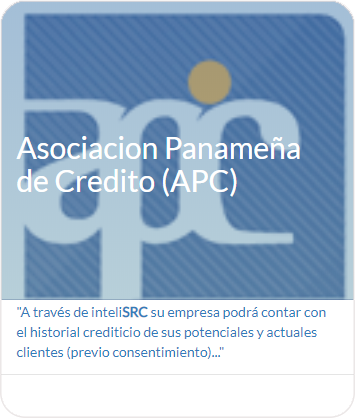 apc
Asociacion Panameña
de Credito (APC)
"A través de inteliSRC su empresa podrá contar con
el historial crediticio de sus potenciales y actuales
clientes (previo consentimiento)..."